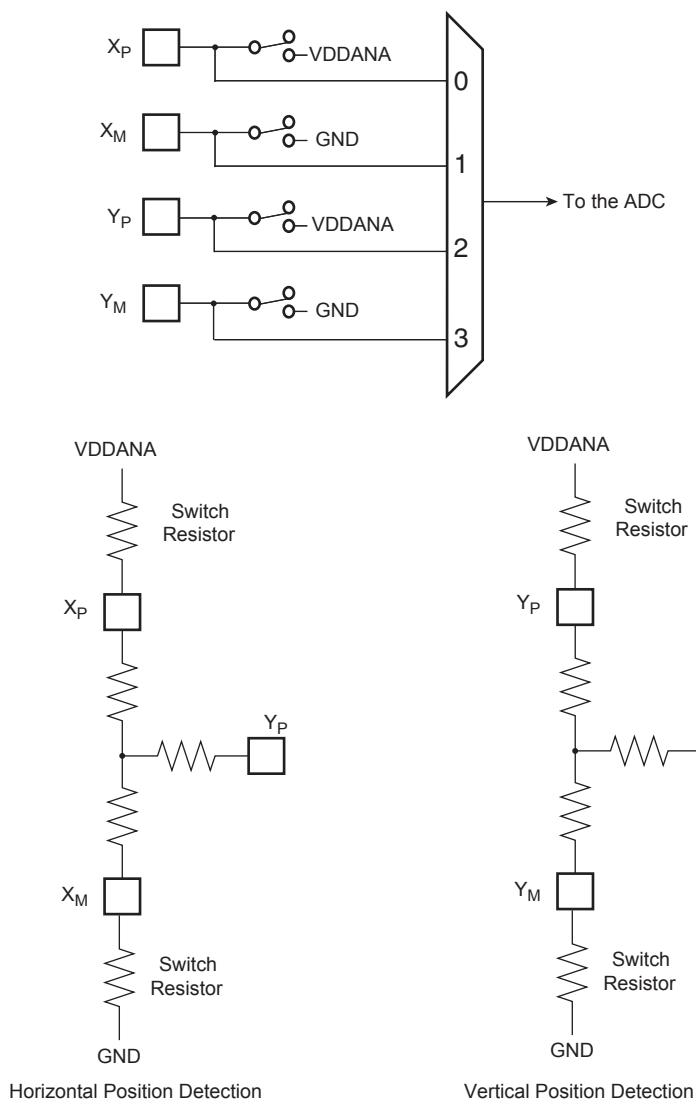 XP
VDDANA
0
XM
GND
1
To the ADC
YP
VDDANA
2
YM
GND
3
VDDANA
VDDANA
Switch
Resistor
Switch
Resistor
XP
YP
YP
XM
YM
Switch
Resistor
Switch
Resistor
GND
GND
Horizontal Position Detection
Vertical Position Detection